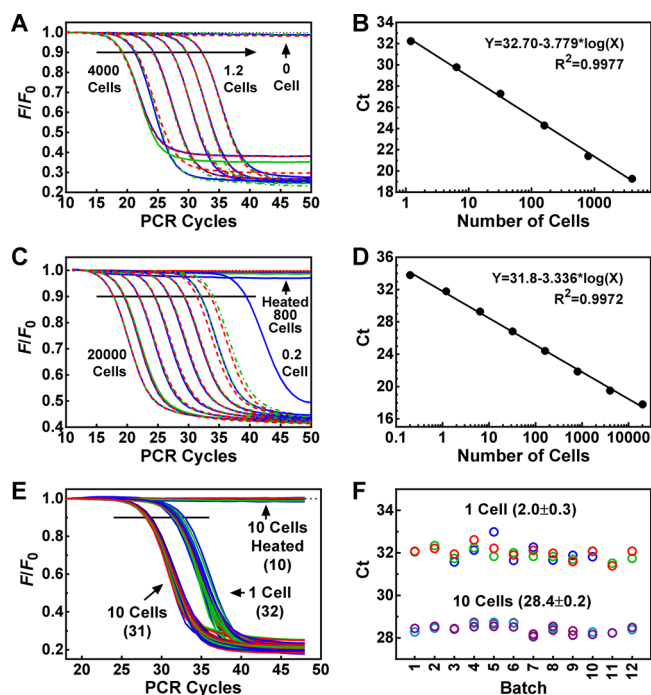 A
F/F0
1.0
0.9
0.8
0.7
0.6
0.5
0.4
0.3
0.2
4000
Cells
1.2
Cells
0
Cell
10 15 20 25 30 35 40 45 50
PCR Cycles
B
Ct
36
32
30
28
26
24
22
20
18
Y=32.70-3.779*log(X)
R2=0.9977
1 10 100 1000
Number of Cells
C
F/F0
1.0
0.9
0.8
0.7
0.6
0.5
0.4
20000
Cells
Heated
800
Cells
0.2
Cell
10 15 20 25 30 35 40 45 50
PCR Cycles
D
Ct
36
32
28
24
20
16
Y=31.8-3.336*log(X)
R2=0.9972
0.1 1 10 100 1000 10000
Number of Cells
E
F/F0
1.0
0.8
0.6
0.4
0.2
10 Cells
Heated
(10)
10 Cells
(31)
1 Cell
(32)
20 25 30 35 40 45 50
PCR Cycles
F
Ct
34
32
30
28
1 Cell (2.0±0.3)
10 Cells (28.4±0.2)
1 2 3 4 5 6 7 8 9 10 11 12
Batch